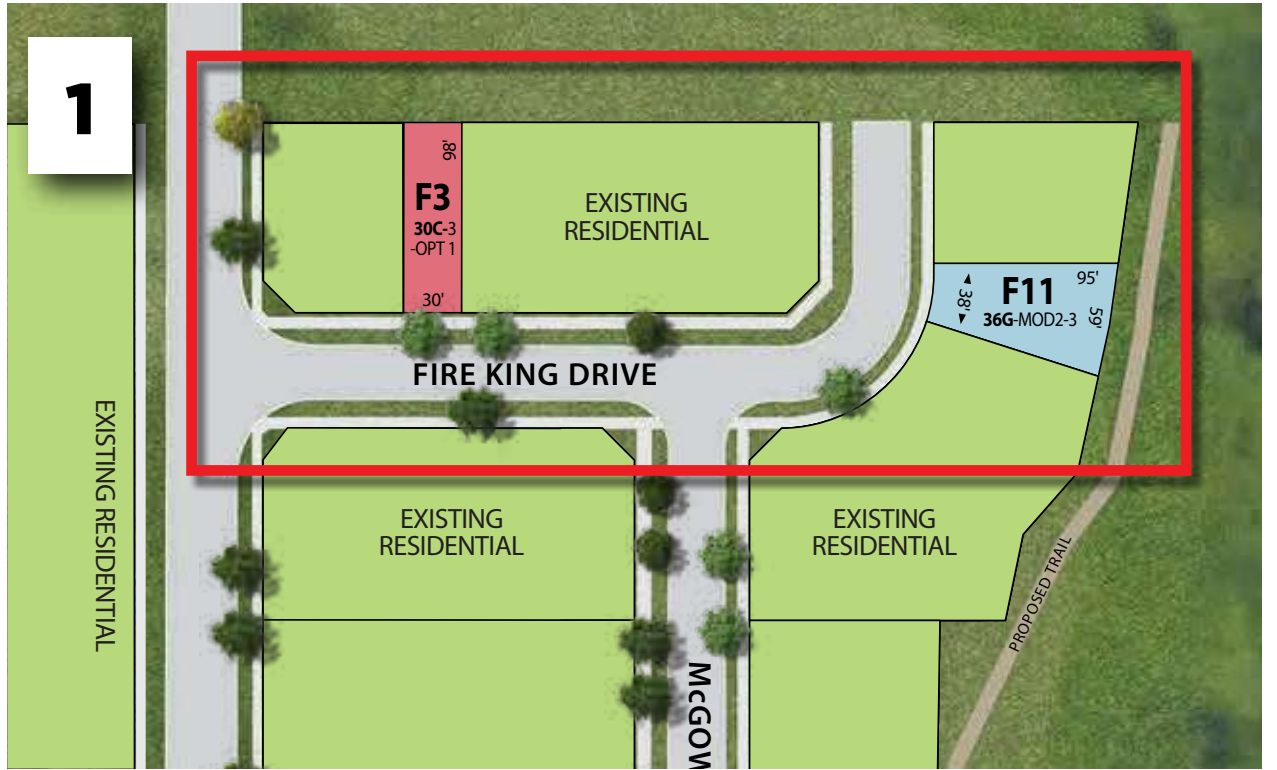 1
98'
F3
30C-3
-OPT 1
30'
EXISTING
RESIDENTIAL
95'
F11
38'
36G-MOD2-3
59'
FIRE KING DRIVE
EXISTING RESIDENTIAL
EXISTING
RESIDENTIAL
EXISTING
RESIDENTIAL
PROPOSED TRAIL
McGOW